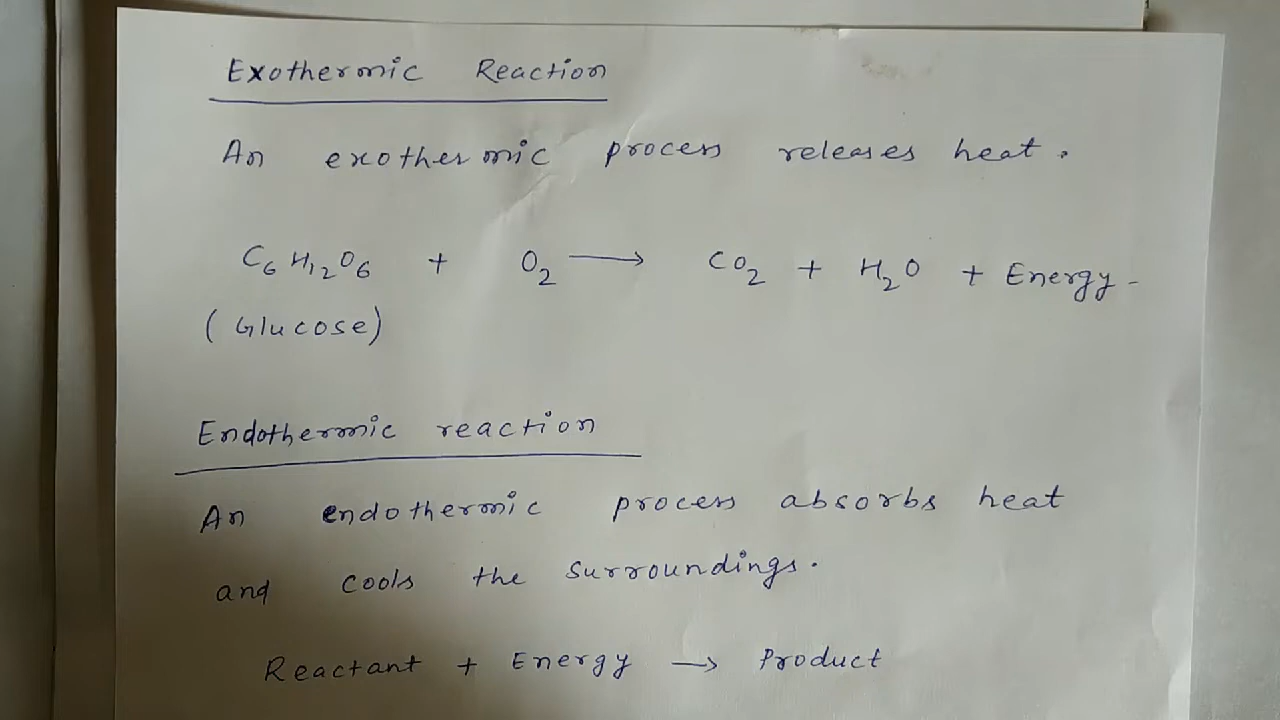 Exothermic Reaction
An exothermic process releases heat.
C₆H₁₂O₆ + O₂ ⟶ CO₂ + H₂O + Energy -
(Glucose)
Endothermic reaction
An endothermic process absorbs heat
and cools the surroundings.
Reactant + Energy → Product